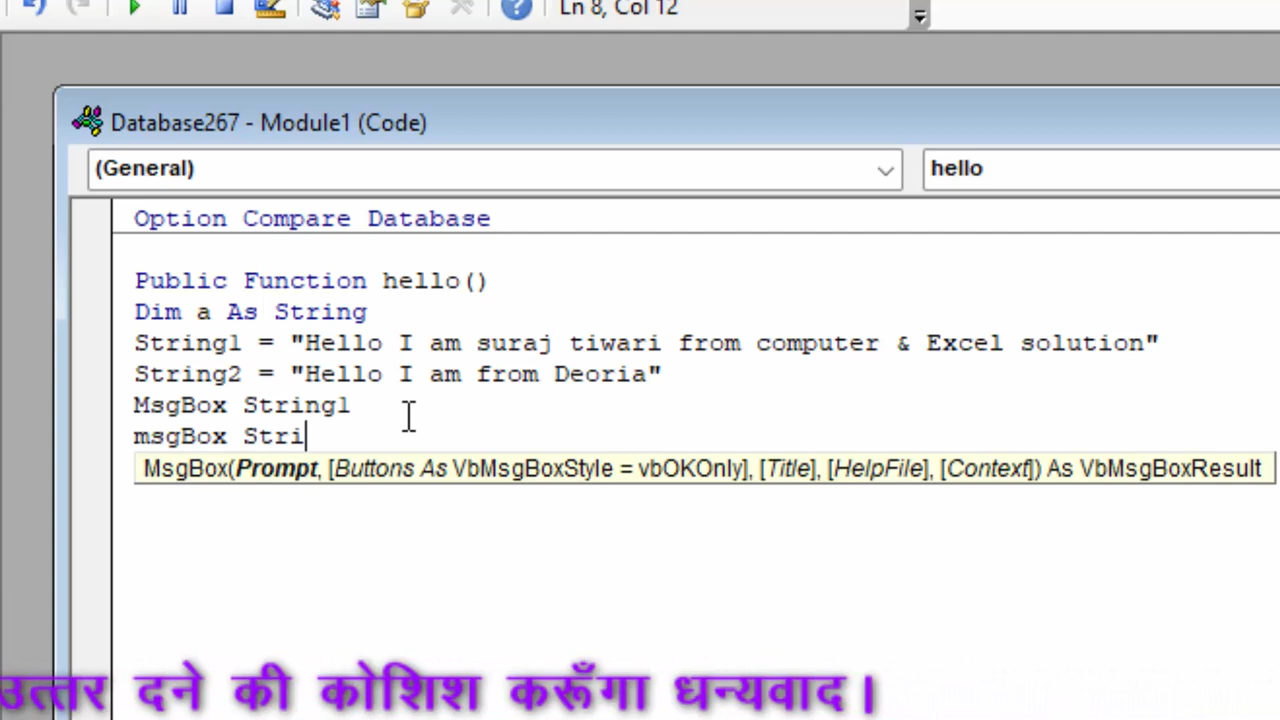 Ln 8, Col 12
Database267 - Module1 (Code)
(General)
hello
Option Compare Database
Public Function hello()
Dim a As String
String1 = "Hello I am suraj tiwari from computer & Excel solution"
String2 = "Hello I am from Deoria"
MsgBox String1
msgBox Stri
MsgBox(Prompt, [Buttons As VbMsgBoxStyle = vbOKOnly], [Title], [HelpFile], [Context]) As VbMsgBoxResult
उत्तर दने की कोशिश करूँगा धन्यवाद।